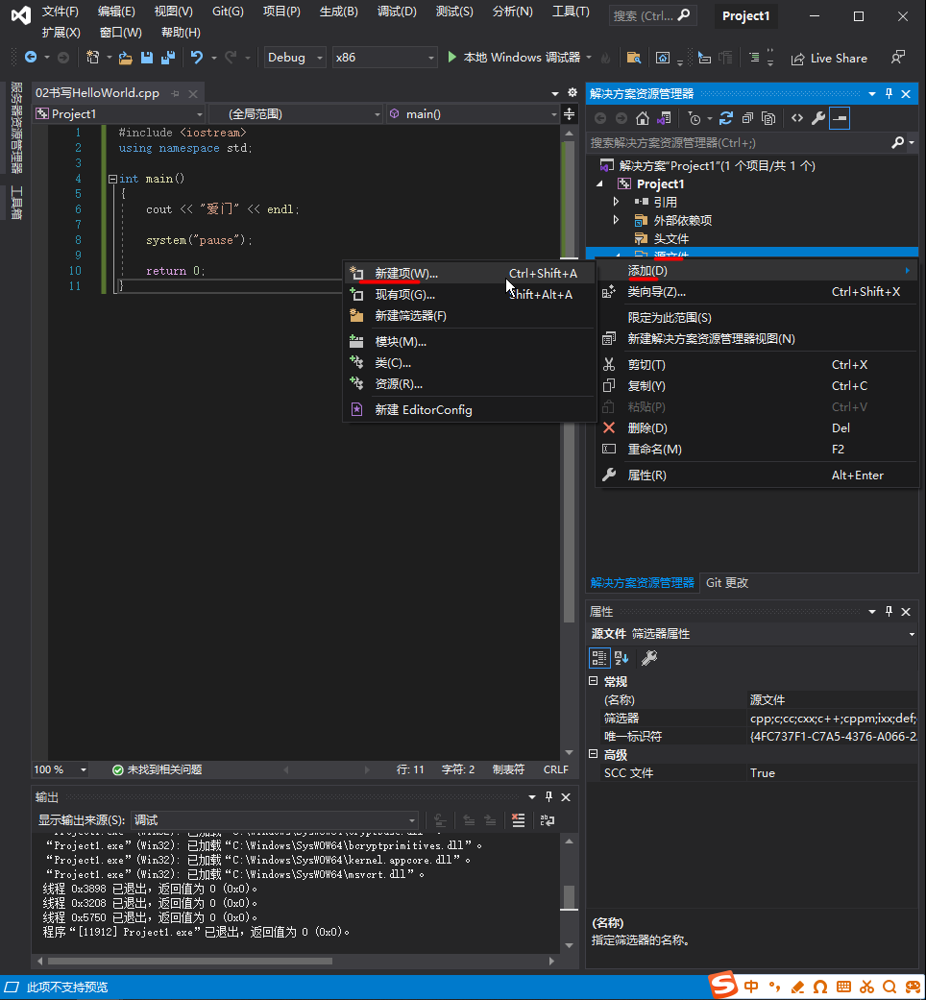 文件(F) 编辑(E) 视图(V) Git(G) 项目(P) 生成(B) 调试(D) 测试(S) 分析(N) 工具(T) 搜索 (Ctrl... Project1
扩展(X) 窗口(W) 帮助(H)
Debug x86 本地 Windows 调试器 Live Share
服务器资源管理器
工具箱
02书写HelloWorld.cpp
Project1 (全局范围) main()
1 #include <iostream>
2 using namespace std;
3
4 int main()
5 {
6 cout << "爱门" << endl;
7
8 system("pause");
9
10 return 0;
11 }
解决方案资源管理器
搜索解决方案资源管理器(Ctrl+;)
解决方案"Project1"(1 个项目/共 1 个)
Project1
引用
外部依赖项
头文件
源文件
新建项(W)... Ctrl+Shift+A
现有项(G)... Shift+Alt+A
新建筛选器(F)
模块(M)...
类(C)...
资源(R)...
新建 EditorConfig
添加(D)
类向导(Z)... Ctrl+Shift+X
限定为此范围(S)
新建解决方案资源管理器视图(N)
剪切(T) Ctrl+X
复制(Y) Ctrl+C
粘贴(P) Ctrl+V
删除(D) Del
重命名(M) F2
属性(R) Alt+Enter
解决方案资源管理器 Git 更改
属性
源文件 筛选器属性
常规
(名称) 源文件
筛选器 cpp;c;cc;cxx;c++;cppm;ixx;def;
唯一标识符 {4FC737F1-C7A5-4376-A066-2
高级
SCC 文件 True
(名称)
指定筛选器的名称。
100 % 未找到相关问题 行: 11 字符: 2 制表符 CRLF
输出
显示输出来源(S): 调试
“Project1.exe”(Win32): 已加载“C:\Windows\SysWOW64\cryptbase.dll”。
“Project1.exe”(Win32): 已加载“C:\Windows\SysWOW64\bcryptprimitives.dll”。
“Project1.exe”(Win32): 已加载“C:\Windows\SysWOW64\kernel.appcore.dll”。
“Project1.exe”(Win32): 已加载“C:\Windows\SysWOW64\msvcrt.dll”。
线程 0x3898 已退出，返回值为 0 (0x0)。
线程 0x3208 已退出，返回值为 0 (0x0)。
线程 0x5750 已退出，返回值为 0 (0x0)。
程序“[11912] Project1.exe”已退出，返回值为 0 (0x0)。
此项不支持预览
S 中